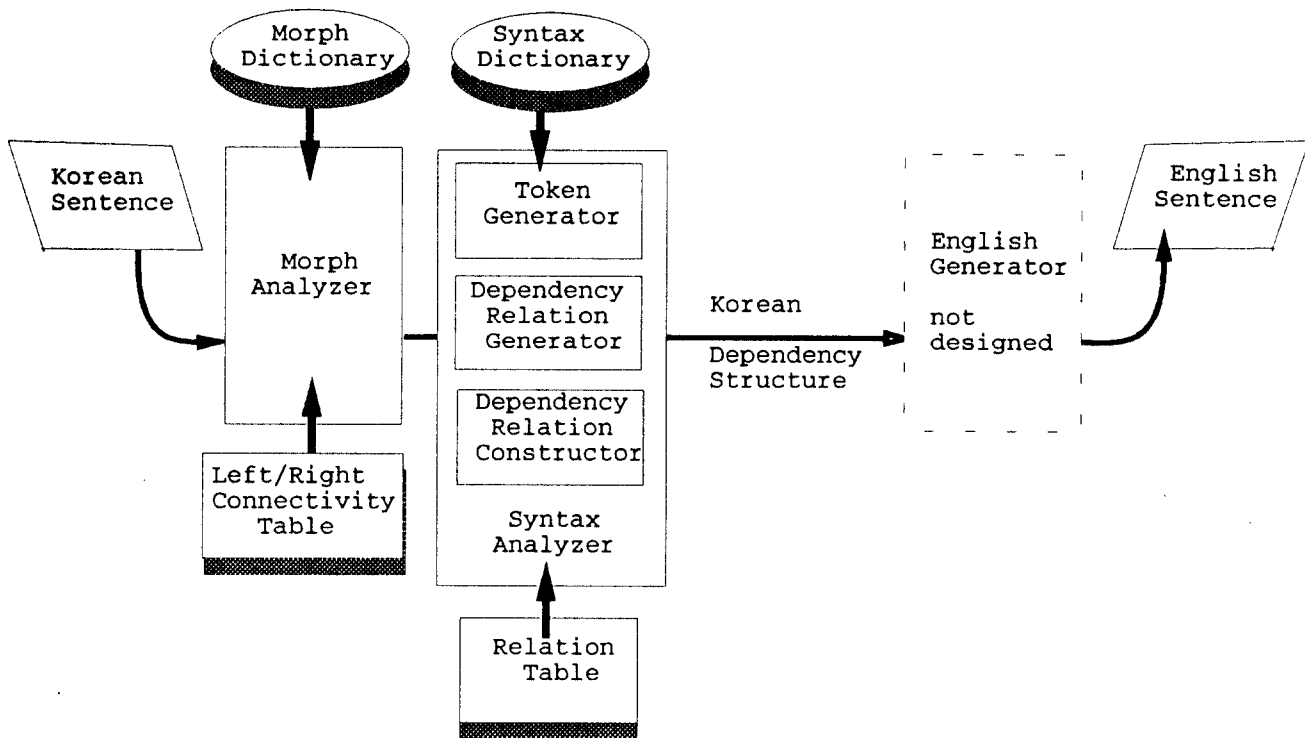 Morph
Dictionary
Syntax
Dictionary
Korean
Sentence
Morph
Analyzer
Left/Right
Connectivity
Table
Token
Generator
Dependency
Relation
Generator
Dependency
Relation
Constructor
Syntax
Analyzer
Relation
Table
Korean
Dependency
Structure
English
Generator
not
designed
English
Sentence